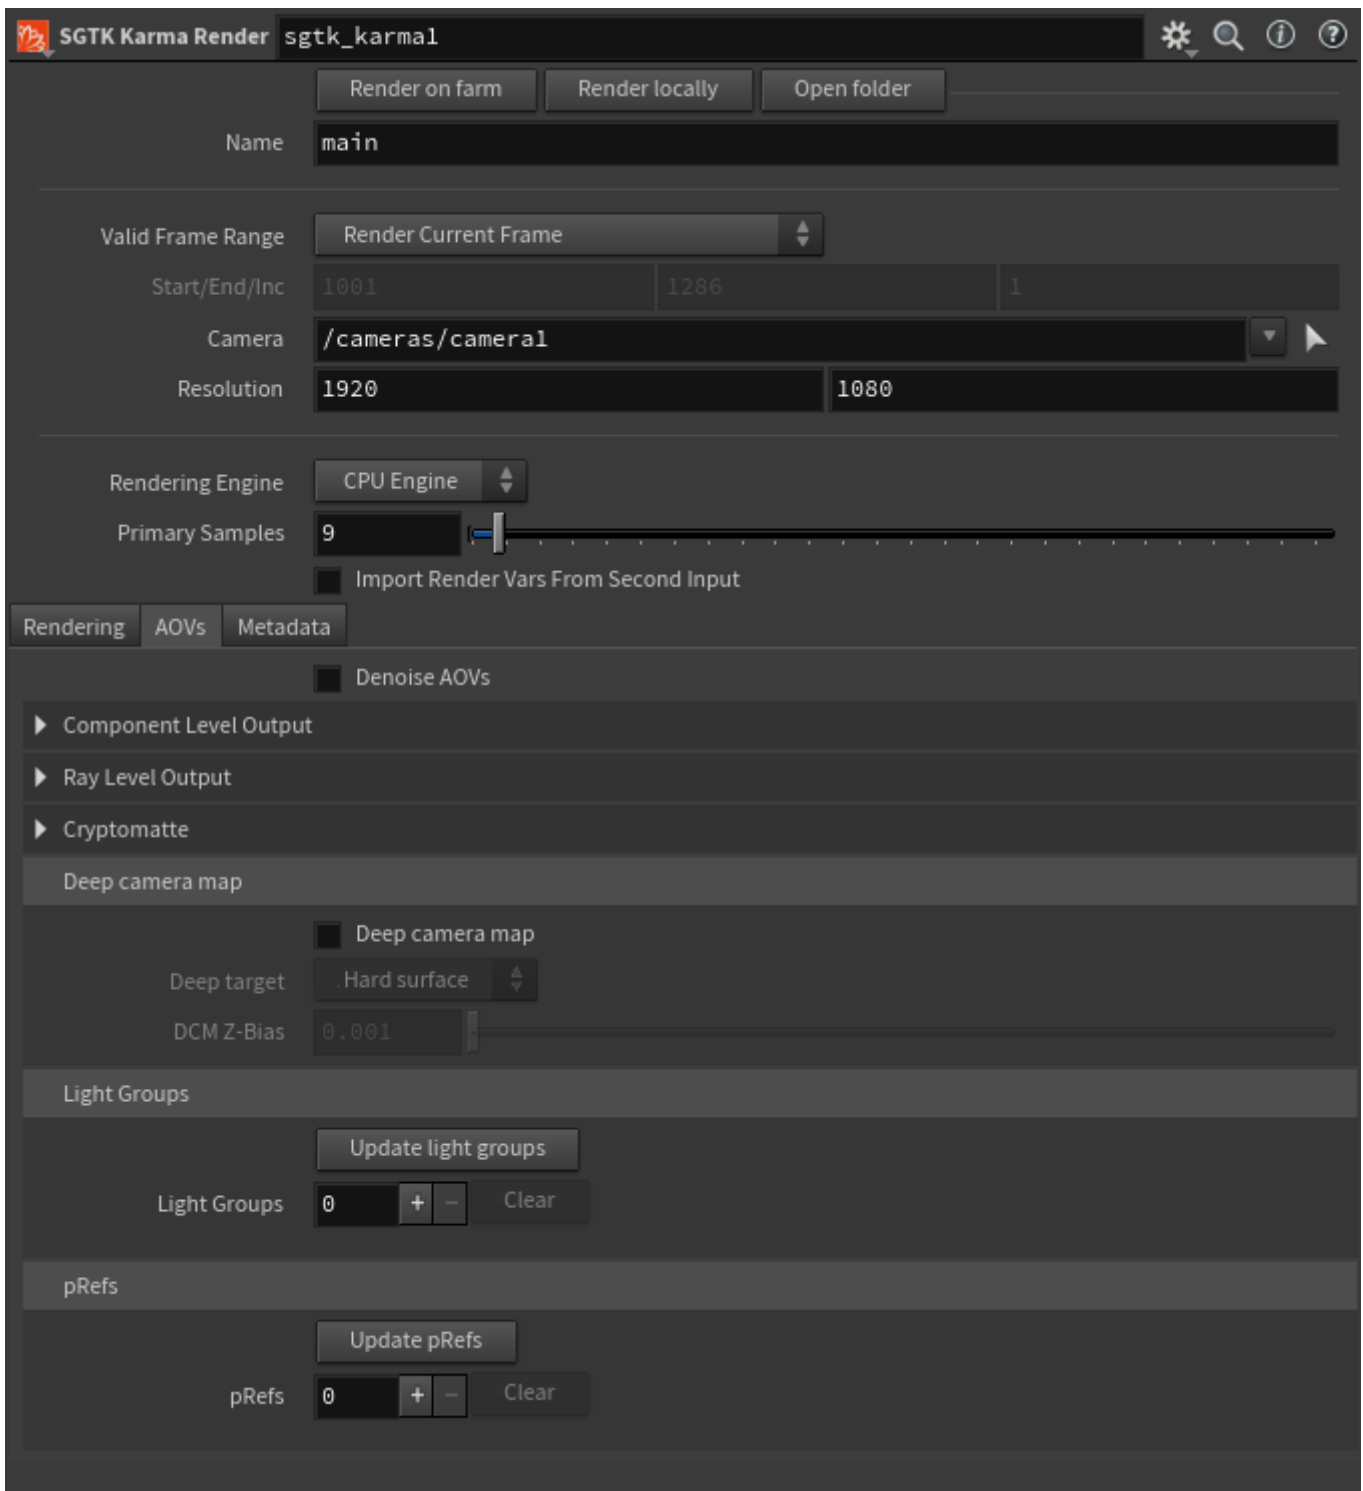 SGTK Karma Render sgtk_karma1
Render on farm Render locally Open folder
Name main
Valid Frame Range Render Current Frame
Start/End/Inc 1001 1286 1
Camera /cameras/camera1
Resolution 1920 1080
Rendering Engine CPU Engine
Primary Samples 9
Import Render Vars From Second Input
Rendering AOVs Metadata
Denoise AOVs
Component Level Output
Ray Level Output
Cryptomatte
Deep camera map
Deep camera map
Deep target .Hard surface
DCM Z-Bias 0.001
Light Groups
Update light groups
Light Groups 0 + - Clear
pRefs
Update pRefs
pRefs 0 + - Clear